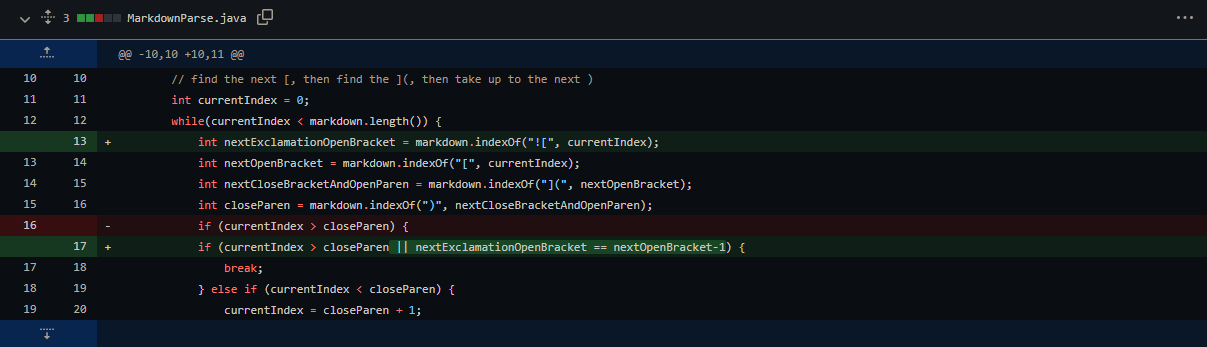 3 MarkdownParse.java
@@ -10,10 +10,11 @@
10 10 // find the next [, then find the ](, then take up to the next )
11 11 int currentIndex = 0;
12 12 while(currentIndex < markdown.length()) {
13 + int nextExclamationOpenBracket = markdown.indexOf("![", currentIndex);
13 14 int nextOpenBracket = markdown.indexOf("[", currentIndex);
14 15 int nextCloseBracketAndOpenParen = markdown.indexOf("](", nextOpenBracket);
15 16 int closeParen = markdown.indexOf(")", nextCloseBracketAndOpenParen);
16 - if (currentIndex > closeParen) {
17 + if (currentIndex > closeParen || nextExclamationOpenBracket == nextOpenBracket-1) {
17 18 break;
18 19 } else if (currentIndex < closeParen) {
19 20 currentIndex = closeParen + 1;